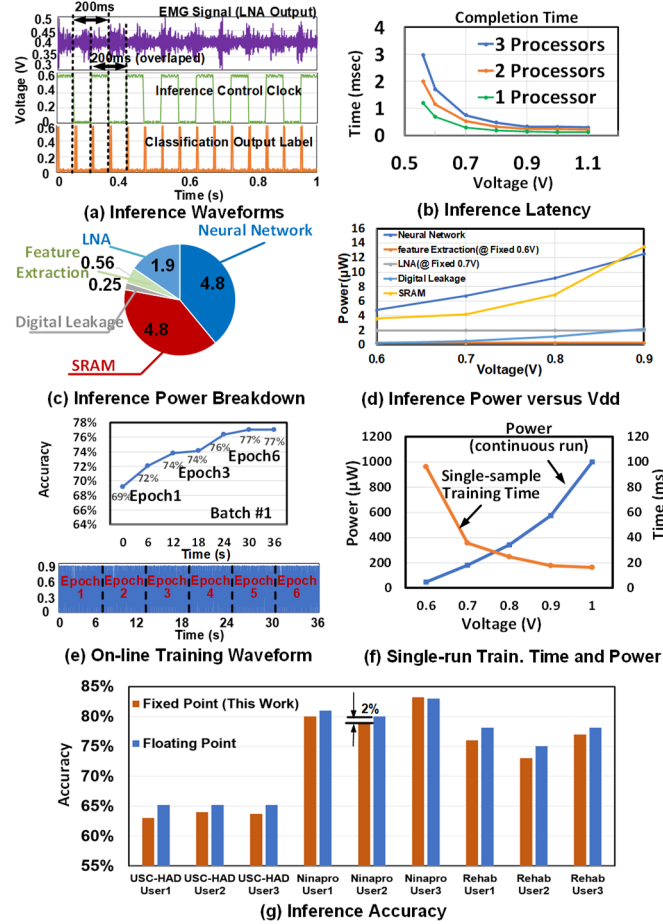 200ms
EMG Signal (LNA Output)
0.5
0.45
0.4
0.35
0.3
200ms (overlaped)
Voltage (V)
0.6
0
Inference Control Clock
0.6
0.4
0.2
0
Classification Output Label
0 0.4 0.6 0.8 1
Time (s)
(a) Inference Waveforms
Completion Time
4
3
2
1
0
Time (msec)
3 Processors
2 Processors
1 Processor
0.5 0.7 0.9 1.1
Voltage (V)
(b) Inference Latency
LNA
Neural Network
Feature
Extraction
0.56
0.25
1.9
4.8
4.8
Digital Leakage
SRAM
(c) Inference Power Breakdown
16
14
12
10
8
6
4
2
0
Power(μW)
Neural Network
feature Extraction(@ Fixed 0.6V)
LNA(@ Fixed 0.7V)
Digital Leakage
SRAM
0.6 0.7 0.8 0.9
Voltage(V)
(d) Inference Power versus Vdd
78%
76%
74%
72%
70%
68%
66%
64%
Accuracy
69% 72% 74% 74% 76% 77% 77%
Epoch1
Epoch3
Epoch6
Batch #1
0 6 12 18 24 30 36
Time (s)
0.9
0.6
0.3
0
Epoch Epoch Epoch Epoch Epoch Epoch
1 2 3 4 5 6
0 6 12 18 24 30 36
Time (s)
(e) On-line Training Waveform
Power
(continuous run)
1200
1000
800
600
400
200
0
Power (μW)
Single-sample
Training Time
120
100
80
60
40
20
0
Time (ms)
0.6 0.7 0.8 0.9 1
Voltage (V)
(f) Single-run Train. Time and Power
85%
80%
75%
70%
65%
60%
55%
Accuracy
Fixed Point (This Work)
Floating Point
2%
USC-HAD USC-HAD USC-HAD Ninapro Ninapro Ninapro Rehab Rehab Rehab
User1 User2 User3 User1 User2 User3 User1 User2 User3
(g) Inference Accuracy